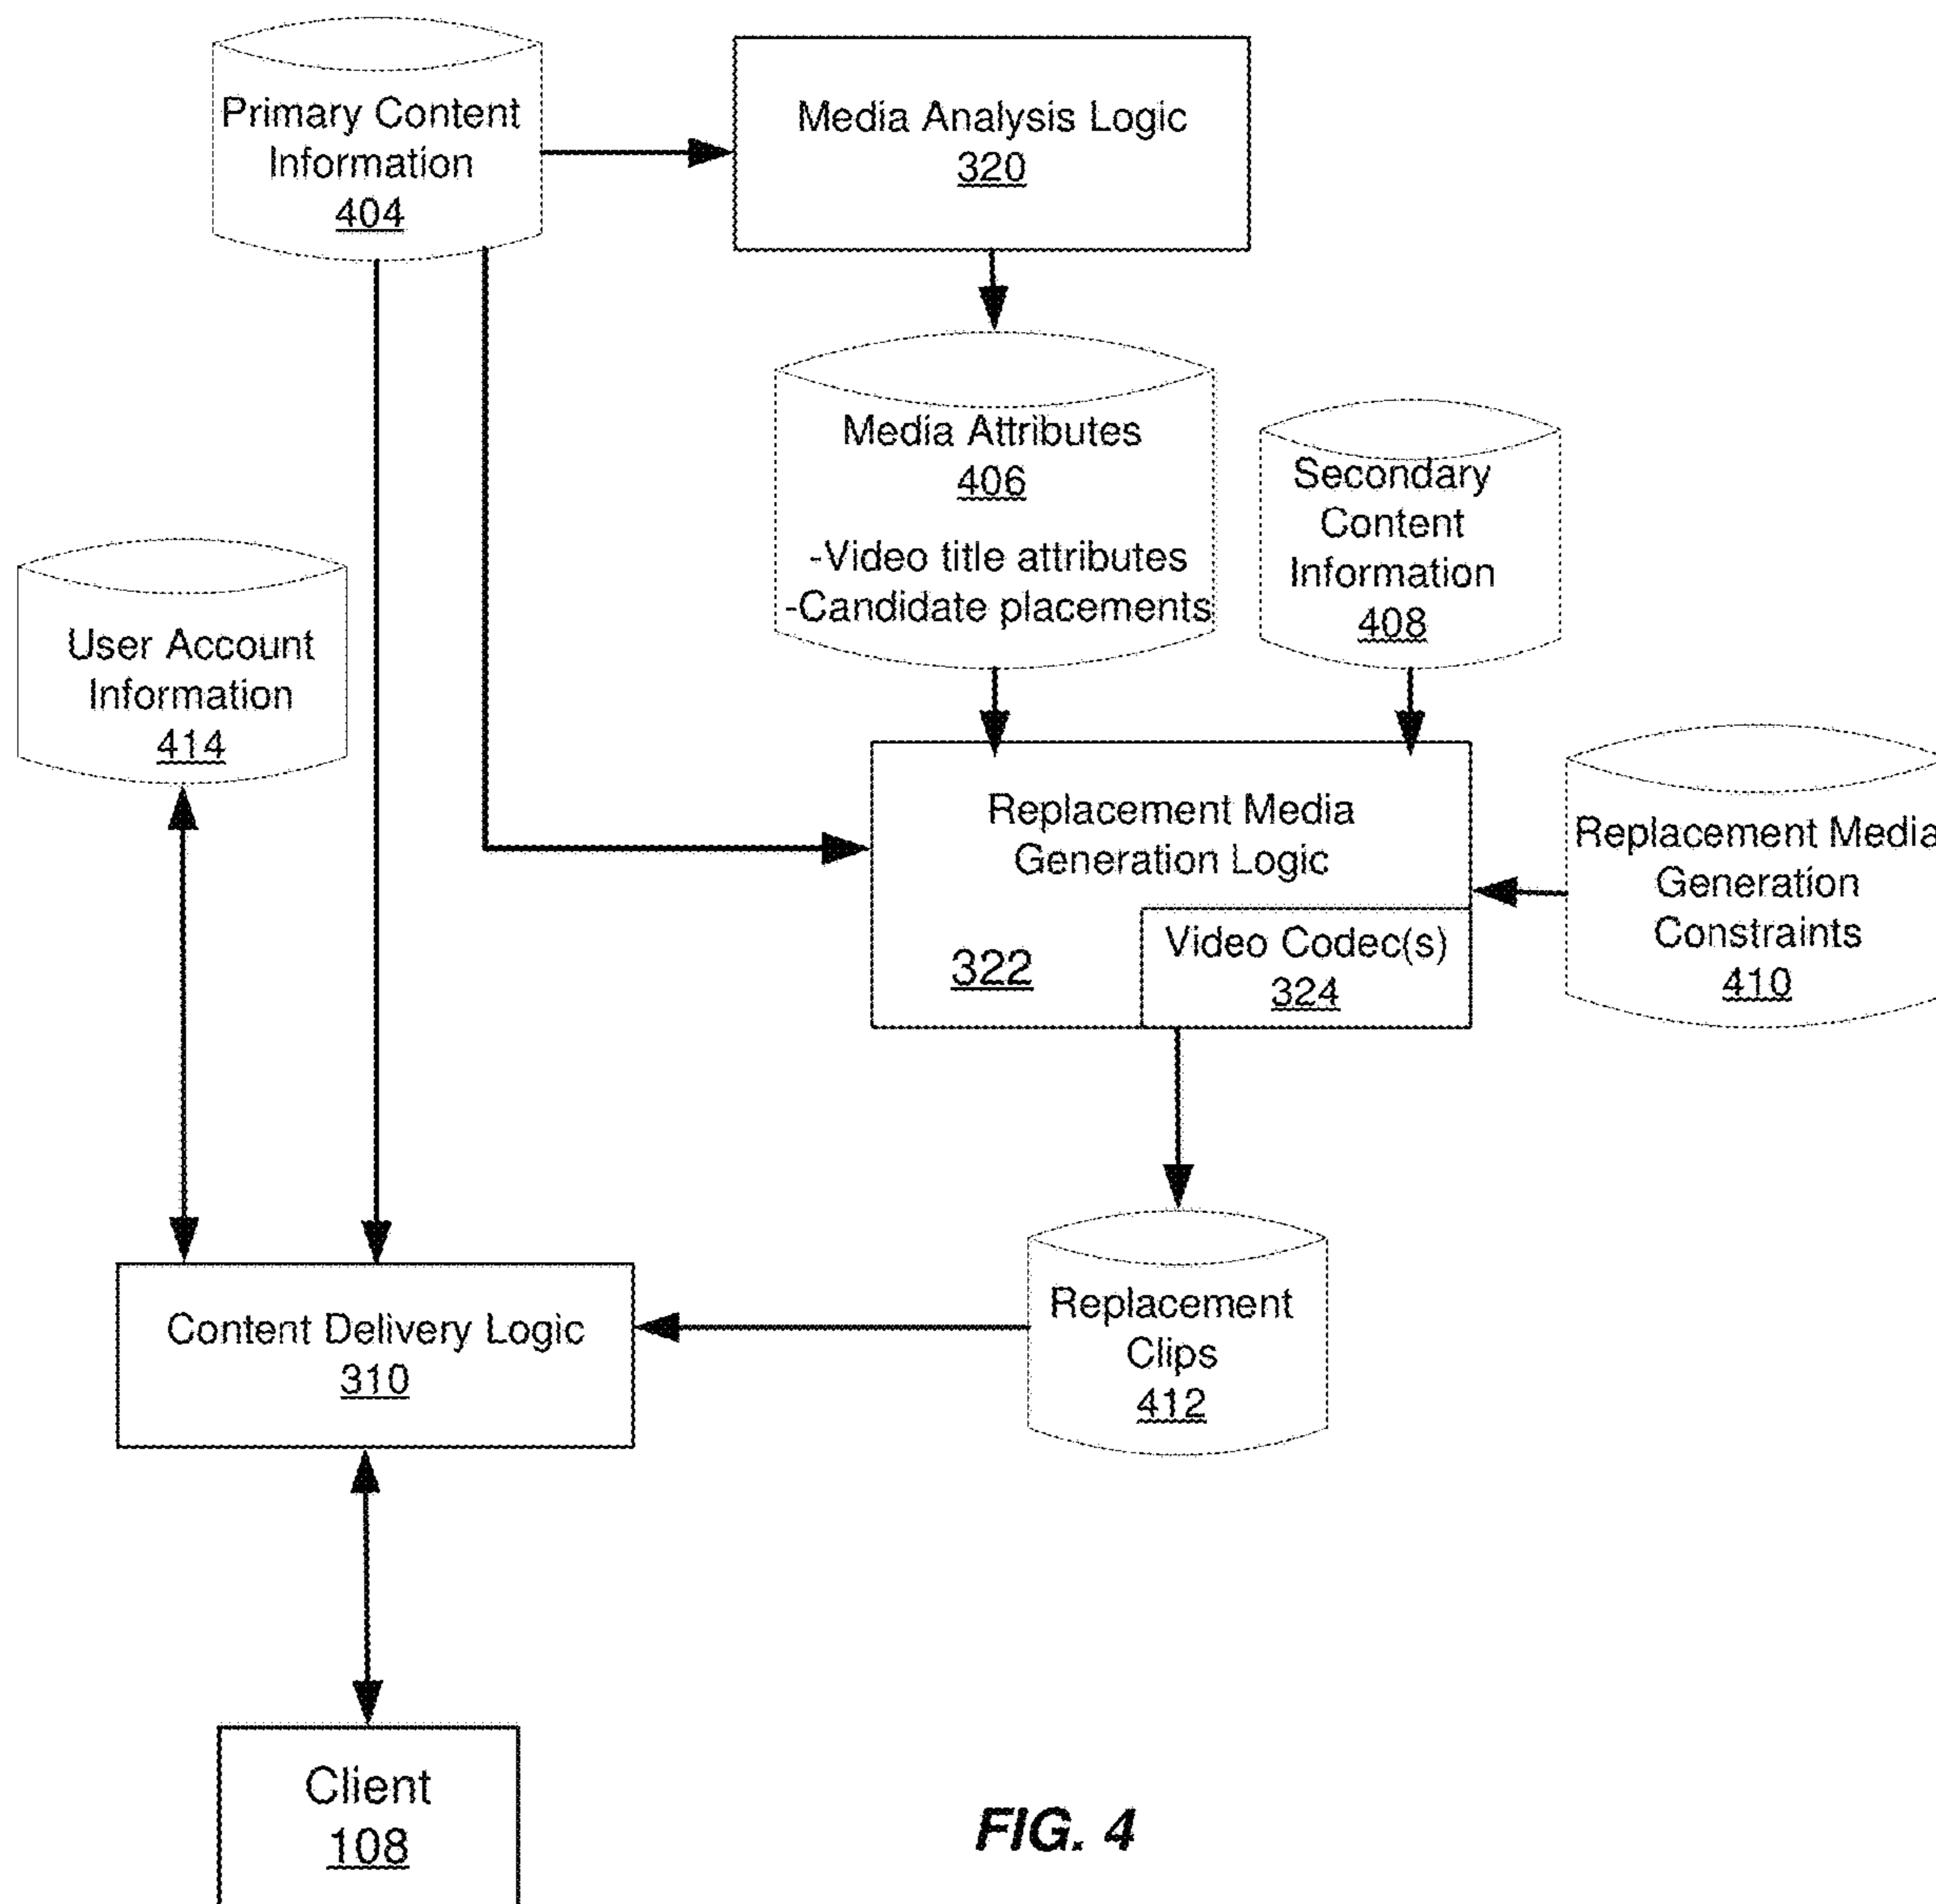 Primary Content
Information
404
Media Analysis Logic
320
Media Attributes
406
-Video title attributes
-Candidate placements
Secondary
Content
Information
408
User Account
Information
414
Replacement Media
Generation Logic
322
Video Codec(s)
324
Replacement Media
Generation
Constraints
410
Content Delivery Logic
310
Replacement
Clips
412
Client
108
FIG. 4